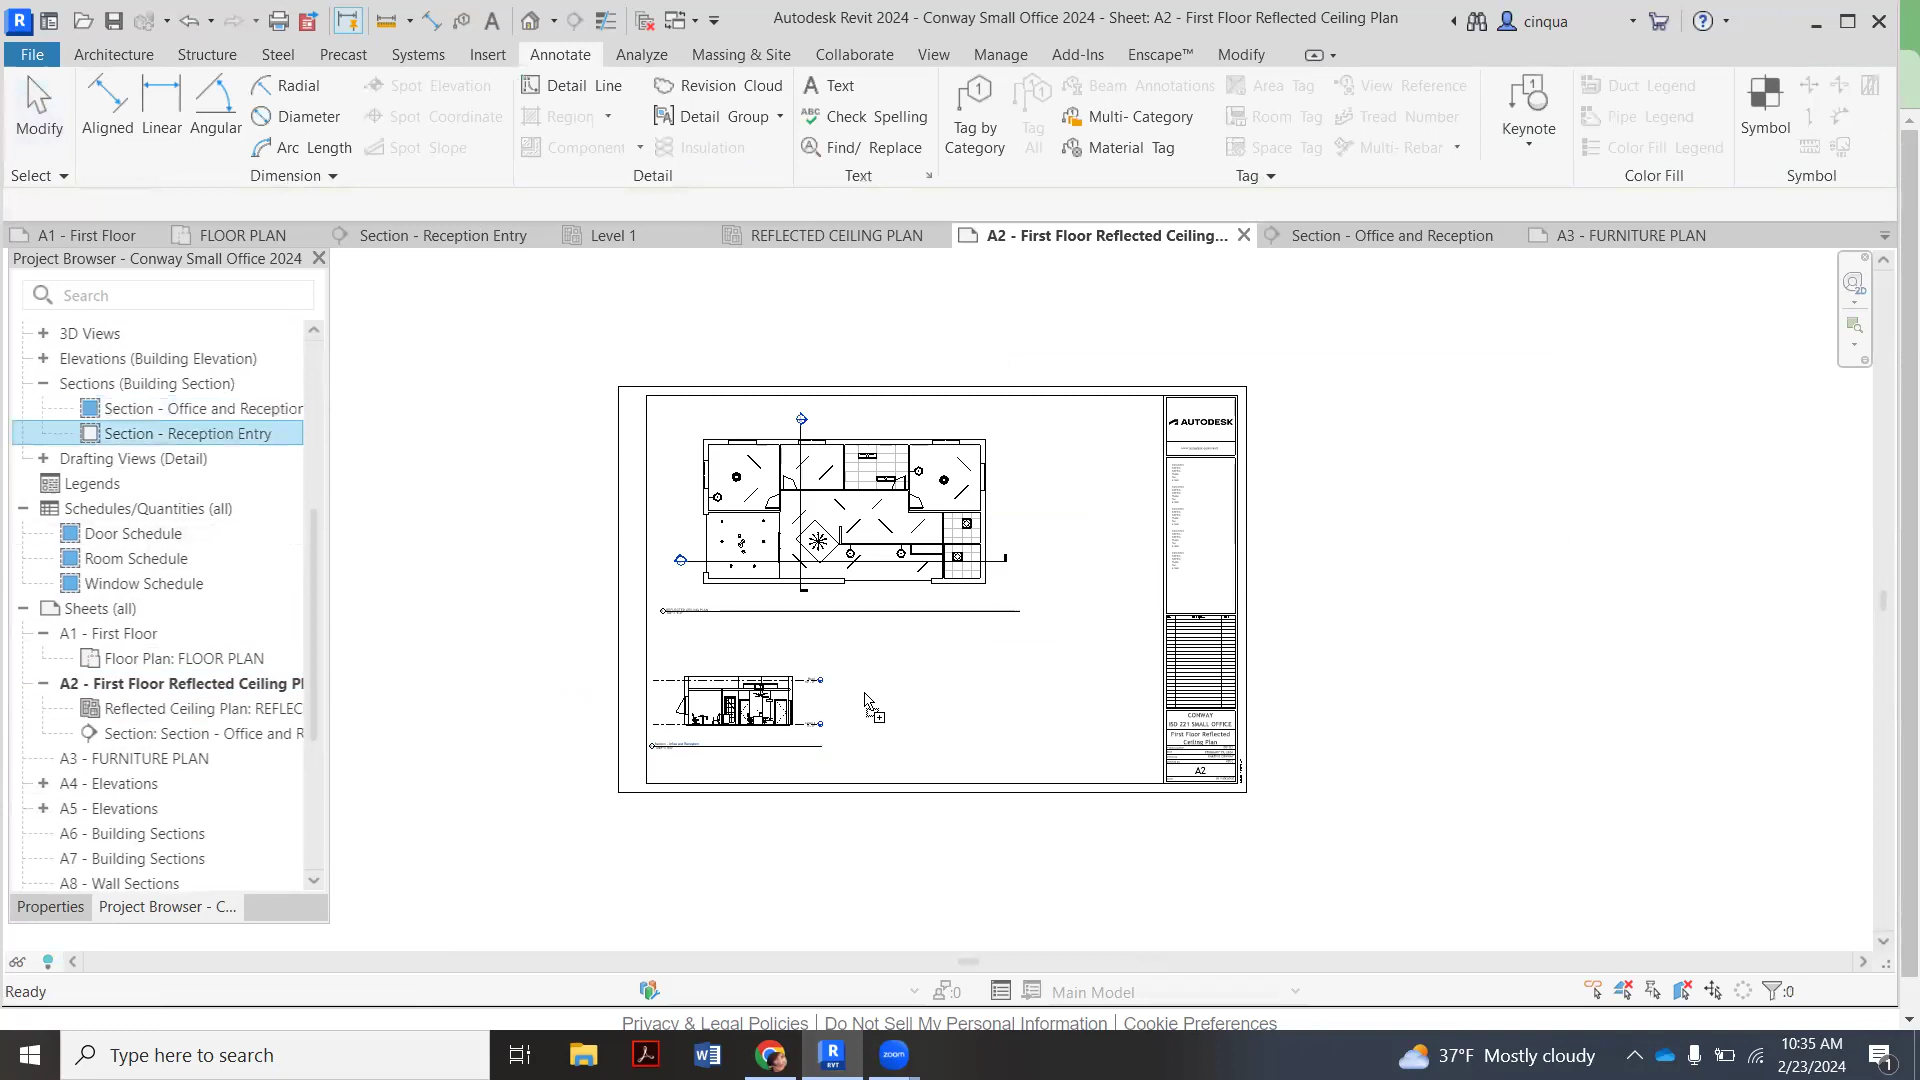 Autodesk Revit 2024 - Conway Small Office 2024 - Sheet: A2 - First Floor Reflected Ceiling Plan
cinqua
File Architecture Structure Steel Precast Systems Insert Annotate Analyze Massing & Site Collaborate View Manage Add-Ins Enscape™ Modify
Modify
Select
Aligned Linear Angular
Radial
Diameter
Arc Length
Spot Elevation
Spot Coordinate
Spot Slope
Dimension
Detail Line
Region
Component
Revision Cloud
Detail Group
Insulation
Detail
Text
Check Spelling
Find/ Replace
Text
Tag by Category
Tag All
Beam Annotations
Multi- Category
Material Tag
Area Tag
Room Tag
Space Tag
View Reference
Tread Number
Multi- Rebar
Tag
Keynote
Duct Legend
Pipe Legend
Color Fill Legend
Color Fill
Symbol
Symbol
A1 - First Floor
FLOOR PLAN
Section - Reception Entry
Level 1
REFLECTED CEILING PLAN
A2 - First Floor Reflected Ceiling...
Section - Office and Reception
A3 - FURNITURE PLAN
Project Browser - Conway Small Office 2024
Search
3D Views
Elevations (Building Elevation)
Sections (Building Section)
Section - Office and Reception
Section - Reception Entry
Drafting Views (Detail)
Legends
Schedules/Quantities (all)
Door Schedule
Room Schedule
Window Schedule
Sheets (all)
A1 - First Floor
Floor Plan: FLOOR PLAN
A2 - First Floor Reflected Ceiling Pl
Reflected Ceiling Plan: REFLEC
Section: Section - Office and R
A3 - FURNITURE PLAN
A4 - Elevations
A5 - Elevations
A6 - Building Sections
A7 - Building Sections
A8 - Wall Sections
Properties
Project Browser - C...
AUTODESK
CONWAY
ISD 221 SMALL OFFICE
First Floor Reflected
Ceiling Plan
A2
Ready
:0
Main Model
:0
Privacy & Legal Policies | Do Not Sell My Personal Information | Cookie Preferences
Type here to search
37°F Mostly cloudy
10:35 AM
2/23/2024